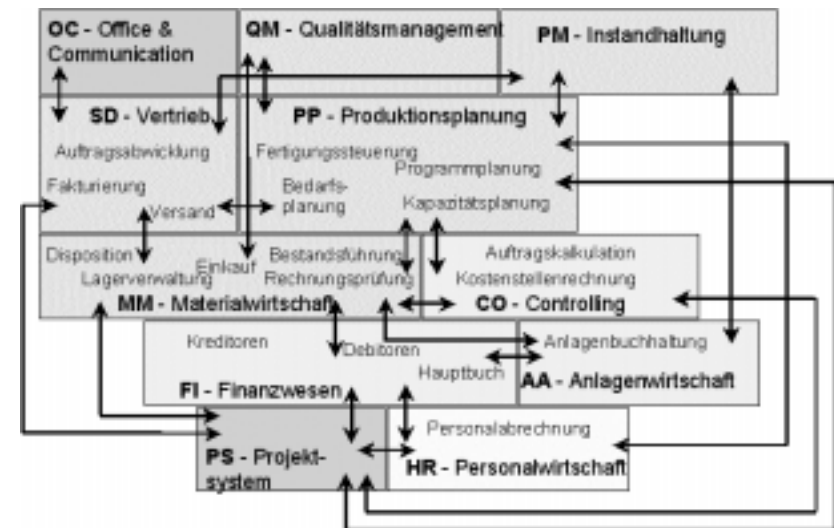 OC - Office &
Communication
QM - Qualitätsmanagement
PM - Instandhaltung
SD - Vertrieb
Auftragsabwicklung
Fakturierung
Versand
PP - Produktionsplanung
Fertigungssteuerung
Programmplanung
Bedarfs-
planung
Kapazitätsplanung
Disposition
Lagerverwaltung
Einkauf
Bestandsführung
Rechnungsprüfung
MM - Materialwirtschaft
Auftragskalkulation
Kostenstellenrechnung
CO - Controlling
Kreditoren
Debitoren
Hauptbuch
FI - Finanzwesen
Anlagenbuchhaltung
AA - Anlagenwirtschaft
PS - Projekt-
system
Personalabrechnung
HR - Personalwirtschaft